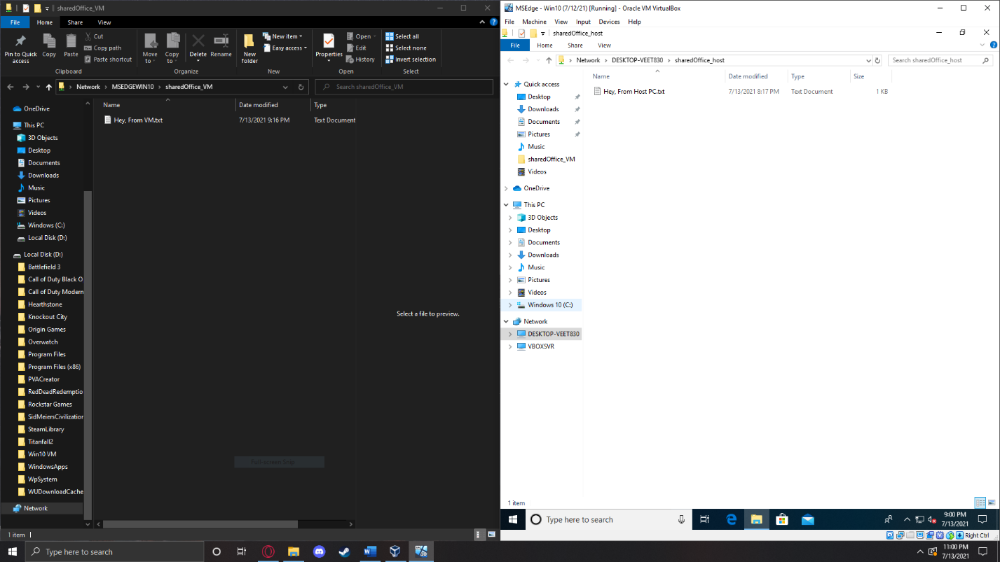 sharedOffice_VM
File Home Share View
Pin to Quick access
Copy
Paste
Cut
Copy path
Paste shortcut
Clipboard
Move to
Copy to
Delete
Rename
Organize
New folder
New item
Easy access
New
Properties
Open
Edit
History
Open
Select all
Select none
Invert selection
Select
Network > MSEDGEWIN10 > sharedOffice_VM
Search sharedOffice_VM
Name Date modified Type
Hey, From VM.txt 7/13/2021 9:16 PM Text Document
OneDrive
This PC
3D Objects
Desktop
Documents
Downloads
Music
Pictures
Videos
Windows (C:)
Local Disk (D:)
Local Disk (D:)
Battlefield 3
Call of Duty Black O
Call of Duty Modern
Hearthstone
Knockout City
Origin Games
Overwatch
Program Files
Program Files (x86)
PVACreator
RedDeadRedemptio
Rockstar Games
SidMeiersCivilization
SteamLibrary
Titanfall2
Win10 VM
WindowsApps
WpSystem
WUDownloadCache
Network
Select a file to preview.
Full-screen Snip
1 item
MSEdge - Win10 (7/12/21) [Running] - Oracle VM VirtualBox
File Machine View Input Devices Help
sharedOffice_host
File Home Share View
Network > DESKTOP-VEET830 > sharedOffice_host
Search sharedOffice_host
Name Date modified Type Size
Hey, From Host PC.txt 7/13/2021 8:17 PM Text Document 1 KB
Quick access
Desktop
Downloads
Documents
Pictures
Music
sharedOffice_VM
Videos
OneDrive
This PC
3D Objects
Desktop
Documents
Downloads
Music
Pictures
Videos
Windows 10 (C:)
Network
DESKTOP-VEET830
VBOXSVR
1 item
Type here to search
9:00 PM
7/13/2021
Right Ctrl
Type here to search
11:00 PM
7/13/2021